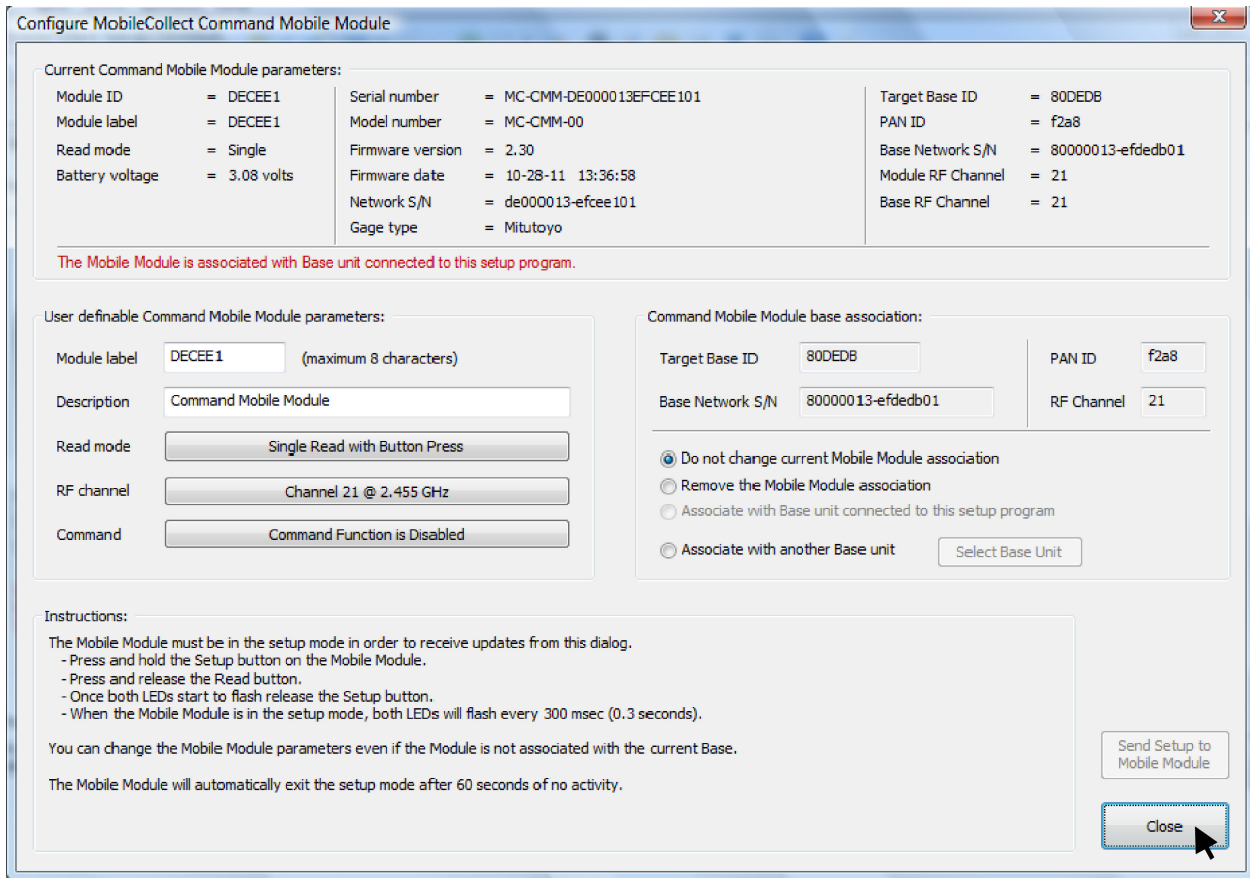 Configure MobileCollect Command Mobile Module
x
Current Command Mobile Module parameters:
Module ID = DECEE1
Module label = DECEE1
Read mode = Single
Battery voltage = 3.08 volts
Serial number = MC-CMM-DE000013EFCEE101
Model number = MC-CMM-00
Firmware version = 2.30
Firmware date = 10-28-11 13:36:58
Network S/N = de000013-efcee101
Gage type = Mitutoyo
Target Base ID = 80DEDB
PAN ID = f2a8
Base Network S/N = 80000013-efdedb01
Module RF Channel = 21
Base RF Channel = 21
The Mobile Module is associated with Base unit connected to this setup program.
User definable Command Mobile Module parameters:
Module label DECEE1 (maximum 8 characters)
Description Command Mobile Module
Read mode Single Read with Button Press
RF channel Channel 21 @ 2.455 GHz
Command Command Function is Disabled
Command Mobile Module base association:
Target Base ID 80DEDB PAN ID f2a8
Base Network S/N 80000013-efdedb01 RF Channel 21
Do not change current Mobile Module association
Remove the Mobile Module association
Associate with Base unit connected to this setup program
Associate with another Base unit Select Base Unit
Instructions:
The Mobile Module must be in the setup mode in order to receive updates from this dialog.
- Press and hold the Setup button on the Mobile Module.
- Press and release the Read button.
- Once both LEDs start to flash release the Setup button.
- When the Mobile Module is in the setup mode, both LEDs will flash every 300 msec (0.3 seconds).
You can change the Mobile Module parameters even if the Module is not associated with the current Base.
The Mobile Module will automatically exit the setup mode after 60 seconds of no activity.
Send Setup to
Mobile Module
Close